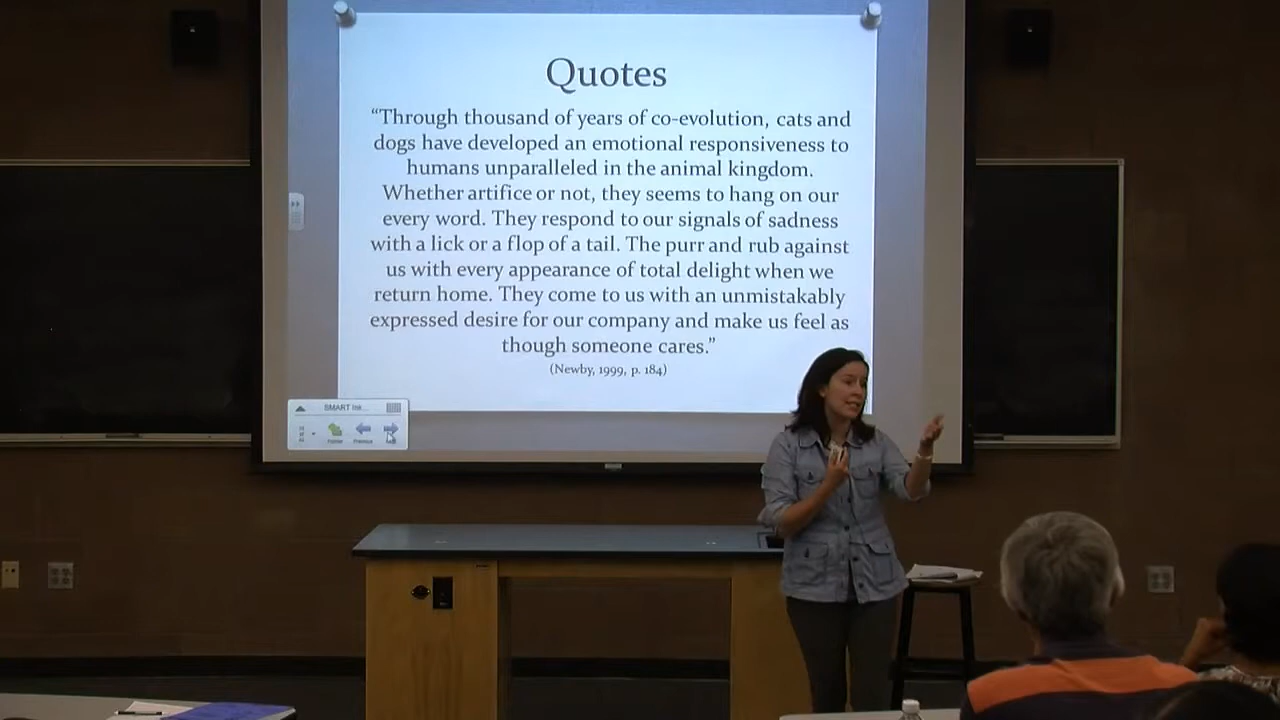 Quotes
“Through thousand of years of co-evolution, cats and
dogs have developed an emotional responsiveness to
humans unparalleled in the animal kingdom.
Whether artifice or not, they seems to hang on our
every word. They respond to our signals of sadness
with a lick or a flop of a tail. The purr and rub against
us with every appearance of total delight when we
return home. They come to us with an unmistakably
expressed desire for our company and make us feel as
though someone cares.”
(Newby, 1999, p. 184)
SMART Ink...
Previous